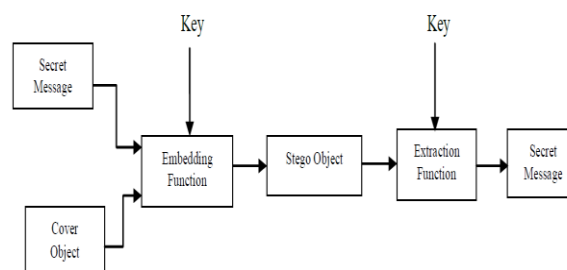 Key
Key
Secret
Message
Embedding
Function
Stego Object
Extraction
Function
Secret
Message
Cover
Object